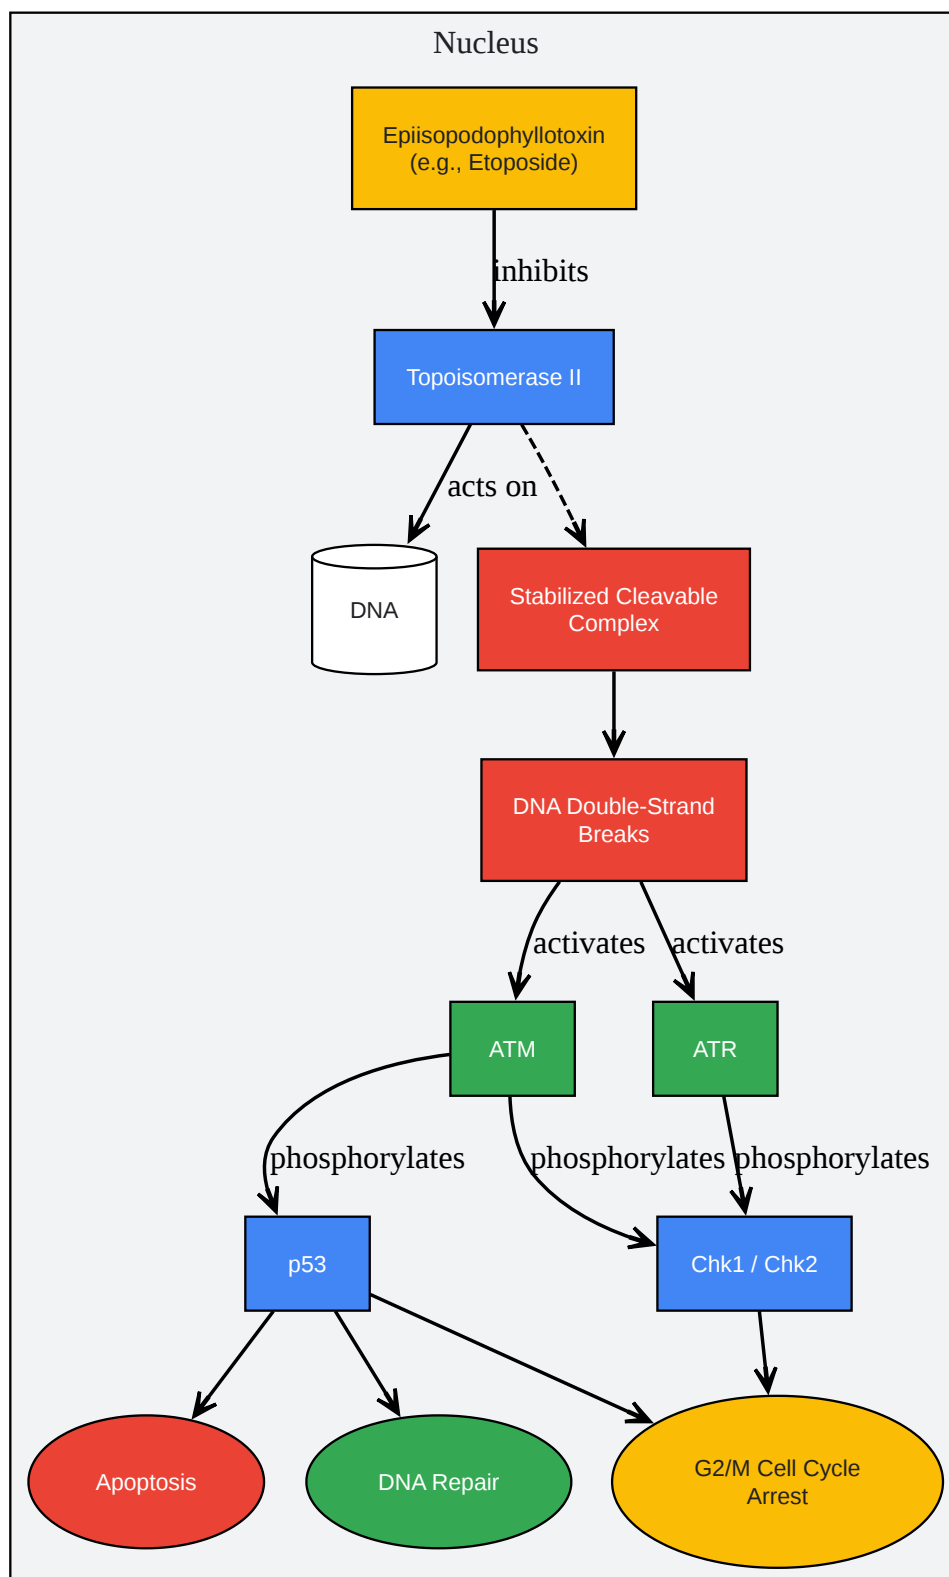 Nucleus
Epiisopodophyllotoxin
(e.g., Etoposide)
inhibits
Topoisomerase II
acts on
DNA
Stabilized Cleavable
Complex
DNA Double-Strand
Breaks
activates
activates
ATM
ATR
phosphorylates
phosphorylates
phosphorylates
p53
Chk1 / Chk2
Apoptosis
DNA Repair
G2/M Cell Cycle
Arrest